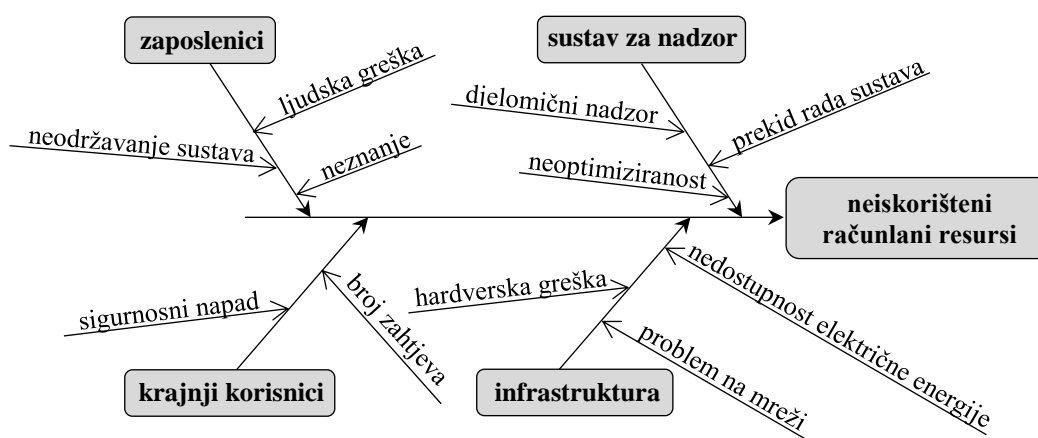 zaposlenici
sustav za nadzor
ljudska greška
neodržavanje sustava
neznanje
djelomični nadzor
prekid rada sustava
neoptimiziranost
neiskorišteni
računlani resursi
sigurnosni napad
broj zahtjeva
hardverska greška
nedostupnost električne energije
problem na mreži
krajnji korisnici
infrastruktura